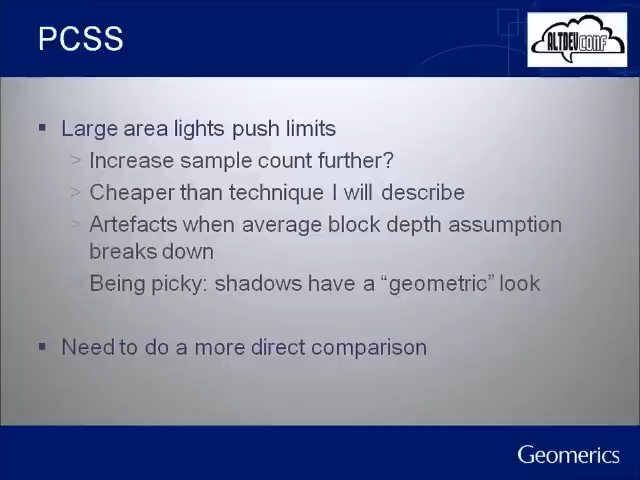 PCSS
ALTDEVCONF
Large area lights push limits
> Increase sample count further?
> Cheaper than technique I will describe
> Artefacts when average block depth assumption
breaks down
Being picky: shadows have a “geometric” look
Need to do a more direct comparison
Geomerics